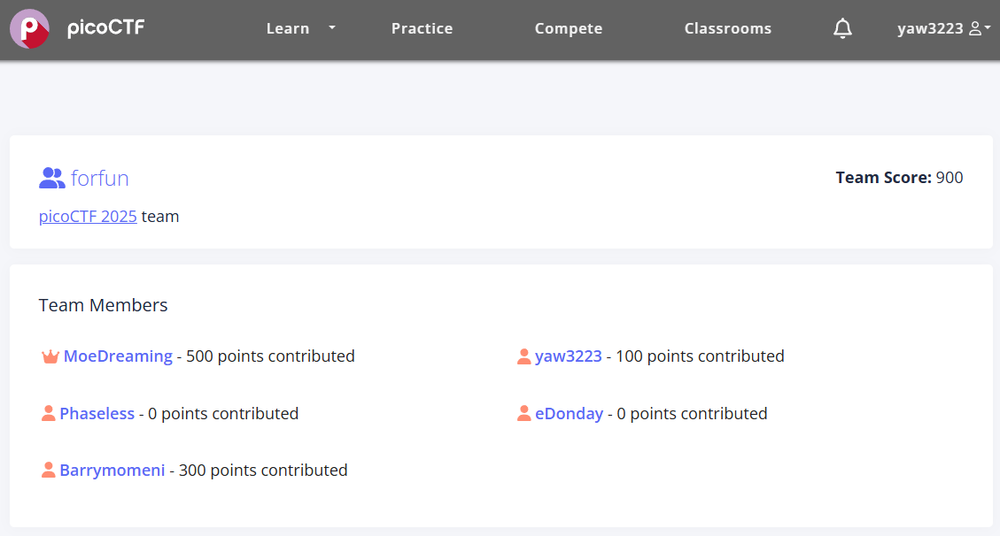 picoCTF Learn Practice Compete Classrooms yaw3223
forfun Team Score: 900
picoCTF 2025 team
Team Members
MoeDreaming - 500 points contributed yaw3223 - 100 points contributed
Phaseless - 0 points contributed eDonday - 0 points contributed
Barrymomeni - 300 points contributed